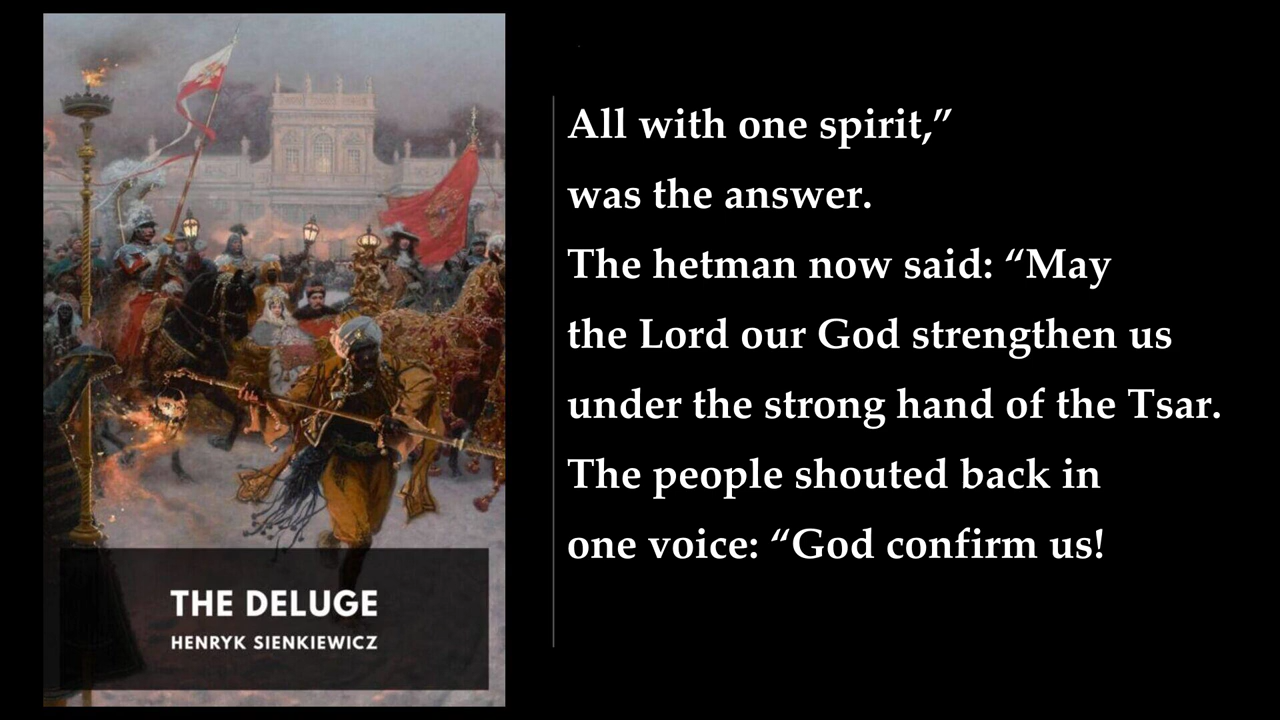 THE DELUGE
HENRYK SIENKIEWICZ
All with one spirit,”
was the answer.
The hetman now said: “May
the Lord our God strengthen us
under the strong hand of the Tsar.
The people shouted back in
one voice: “God confirm us!